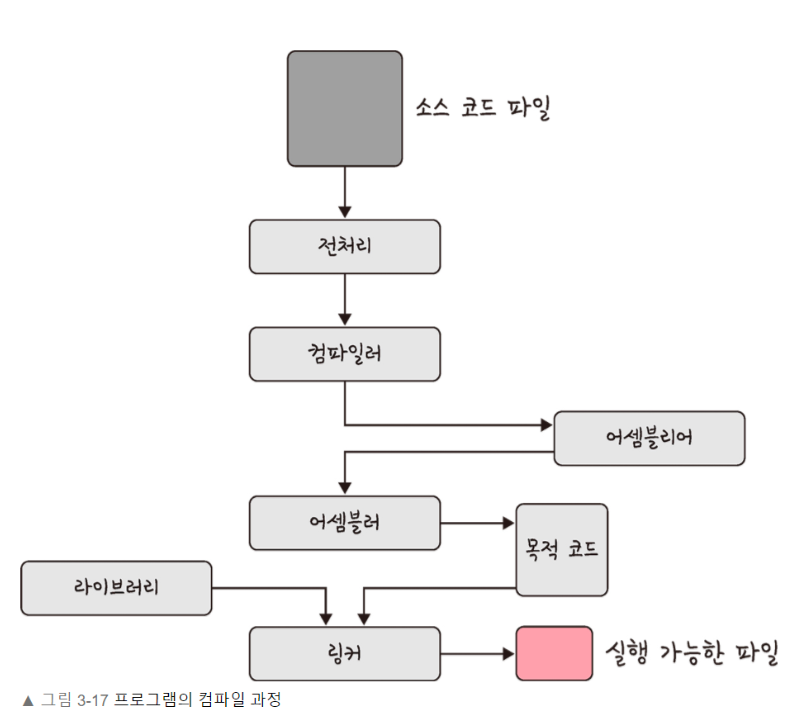 소스 코드 파일
전처리
컴파일러
어셈블리어
어셈블러
목적 코드
라이브러리
링커
실행 가능한 파일
▲ 그림 3-17 프로그램의 컴파일 과정